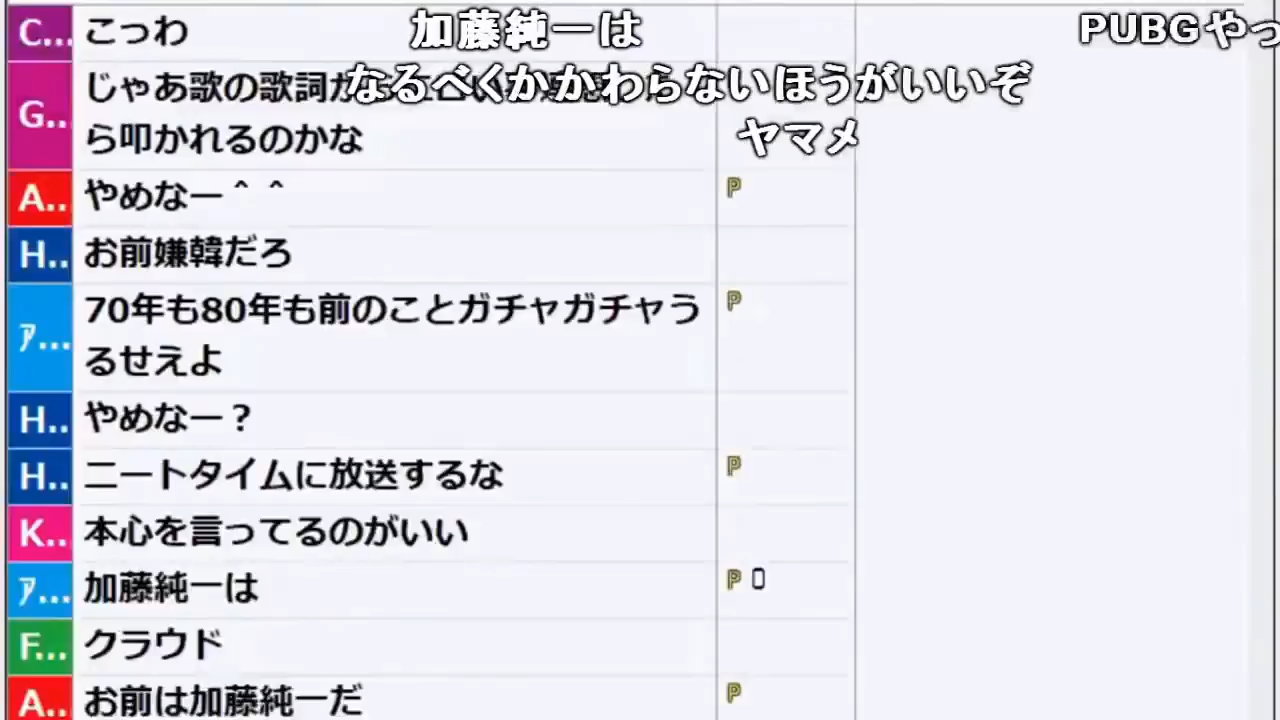 C... こっわ
加藤純一は
PUBGやっ
G... じゃあ歌の歌詞が
ら叩かれるのかな
なるべくかかわらないほうがいいぞ
ヤマメ
A... やめなー＾＾ P
H... お前嫌韓だろ
ア... 70年も80年も前のことガチャガチャう P
るせえよ
H... やめなー？
H... ニートタイムに放送するな P
K... 本心を言ってるのがいい
ア... 加藤純一は P
F... クラウド
A... お前は加藤純一だ P